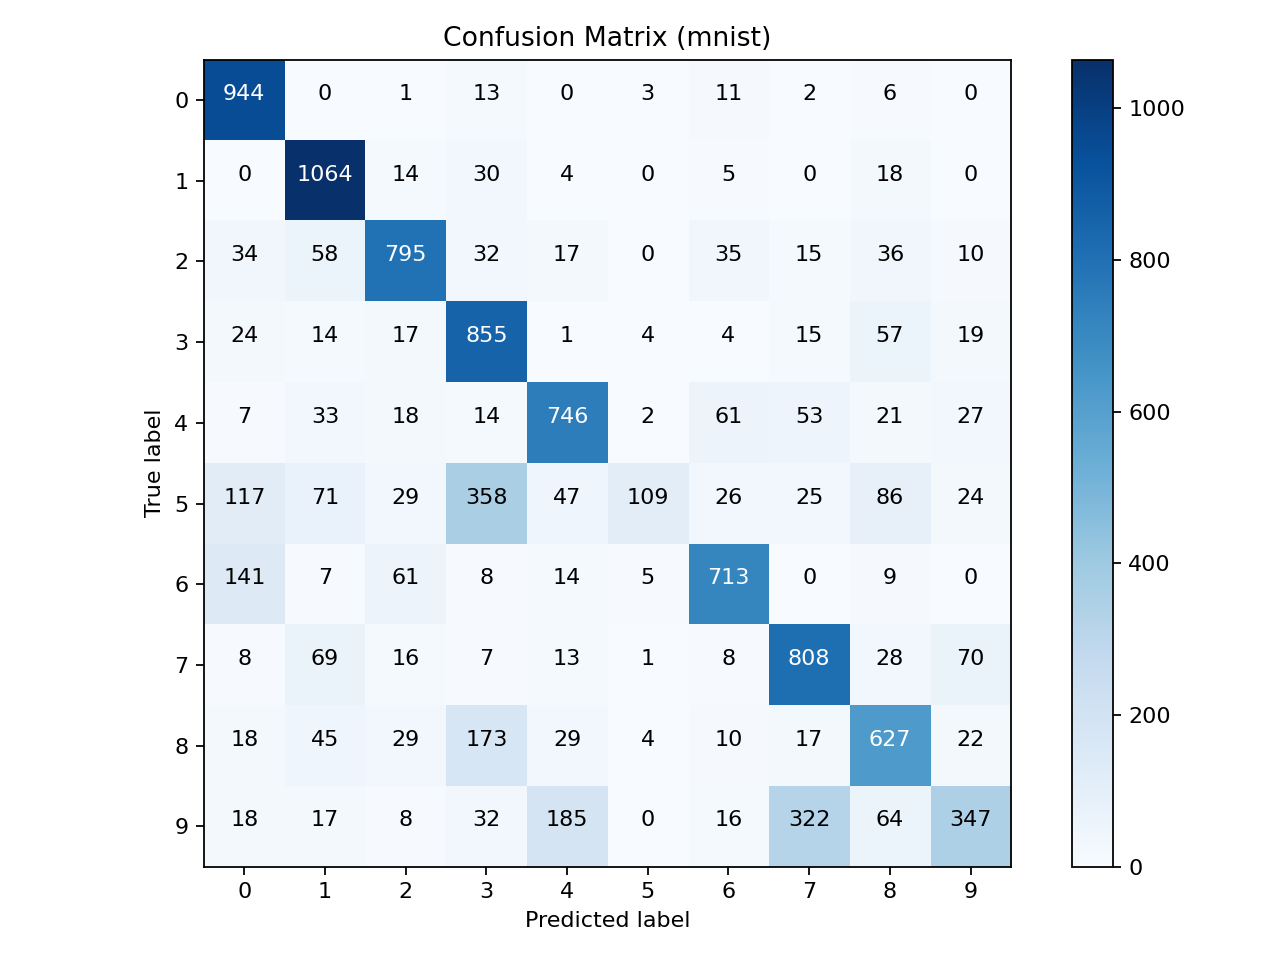 Confusion Matrix (mnist)
0 944 0 1 13 0 3 11 2 6 0
1 0 1064 14 30 4 0 5 0 18 0
2 34 58 795 32 17 0 35 15 36 10
3 24 14 17 855 1 4 4 15 57 19
4 7 33 18 14 746 2 61 53 21 27
5 117 71 29 358 47 109 26 25 86 24
6 141 7 61 8 14 5 713 0 9 0
7 8 69 16 7 13 1 8 808 28 70
8 18 45 29 173 29 4 10 17 627 22
9 18 17 8 32 185 0 16 322 64 347
0 1 2 3 4 5 6 7 8 9
Predicted label
True label
1000
800
600
400
200
0